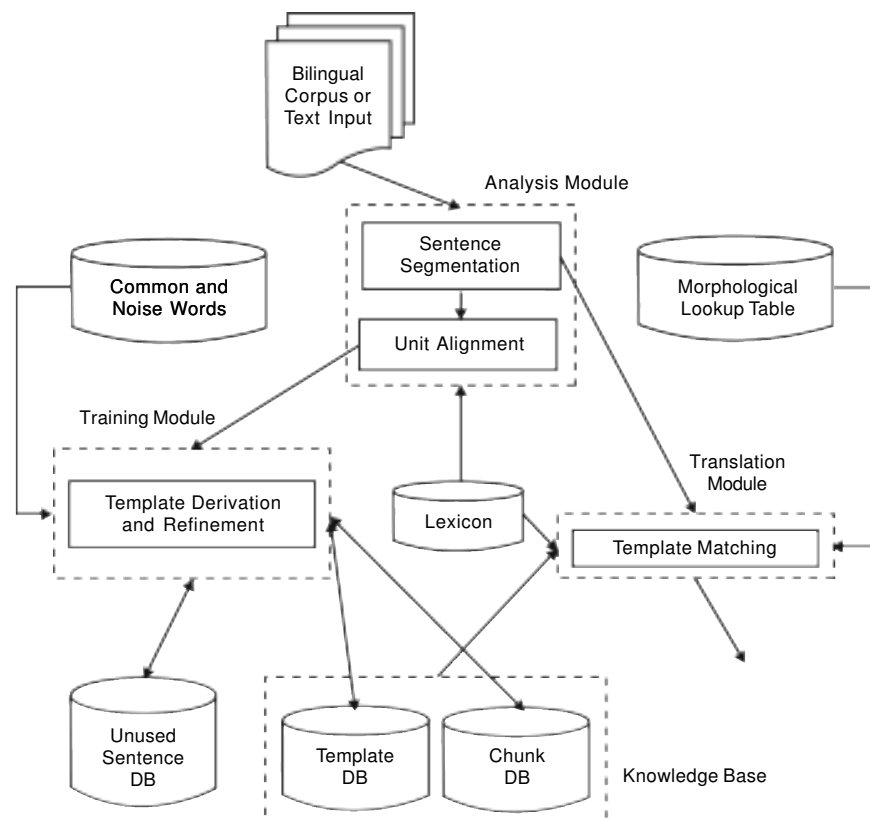 Bilingual
Corpus or
Text Input
Analysis Module
Sentence
Segmentation
Common and
Noise Words
Morphological
Lookup Table
Unit Alignment
Training Module
Translation
Module
Template Derivation
and Refinement
Lexicon
Template Matching
Unused
Sentence
DB
Template
DB
Chunk
DB
Knowledge Base